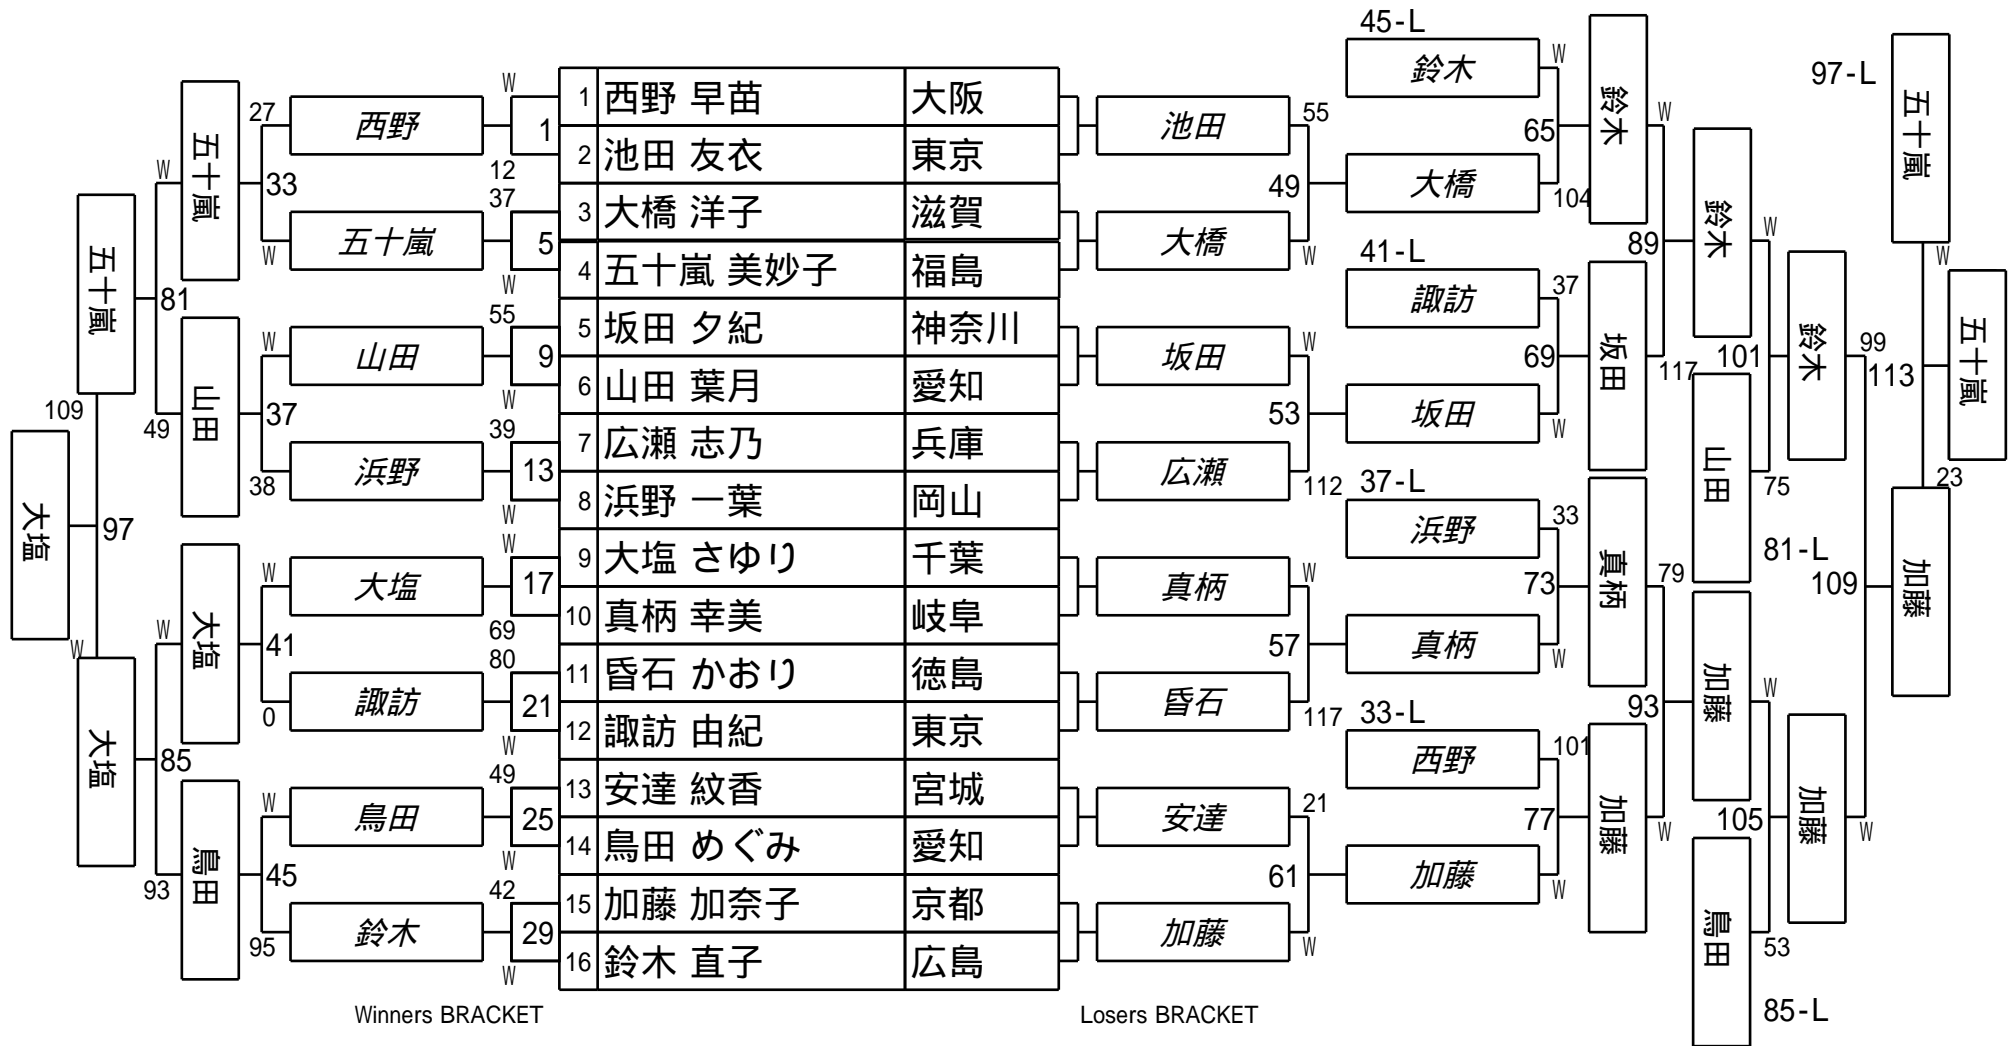 45-L
鈴木
W
97-L
五十嵐
鈴木
W
1 西野 早苗 大阪
2 池田 友衣 東京
3 大橋 洋子 滋賀
4 五十嵐 美妙子 福島
5 坂田 夕紀 神奈川
6 山田 葉月 愛知
7 広瀬 志乃 兵庫
8 浜野 一葉 岡山
9 大塩 さゆり 千葉
10 真柄 幸美 岐阜
11 昏石 かおり 徳島
12 諏訪 由紀 東京
13 安達 紋香 宮城
14 鳥田 めぐみ 愛知
15 加藤 加奈子 京都
16 鈴木 直子 広島
W
1
12
37
5
W
55
9
W
39
13
W
W
17
69
80
21
W
49
25
W
42
29
W
27
西野
33
五十嵐
W
W
山田
37
浜野
38
W
大塩
41
諏訪
0
W
鳥田
45
鈴木
95
五十嵐
W
81
山田
49
大塩
W
85
鳥田
93
五十嵐
109
97
大塩
W
大塩
池田
55
49
大橋
W
坂田
W
53
広瀬
112
真柄
W
57
昏石
117
安達
21
61
加藤
W
65
大橋
104
41-L
諏訪
37
69
坂田
W
37-L
浜野
33
73
真柄
W
33-L
西野
101
77
加藤
W
W
89
坂田
117
真柄
79
93
加藤
W
鈴木
W
101
山田
75
81-L
加藤
W
105
鳥田
53
85-L
鈴木
99
109
加藤
W
W
113
五十嵐
23
加藤
Winners BRACKET
Losers BRACKET